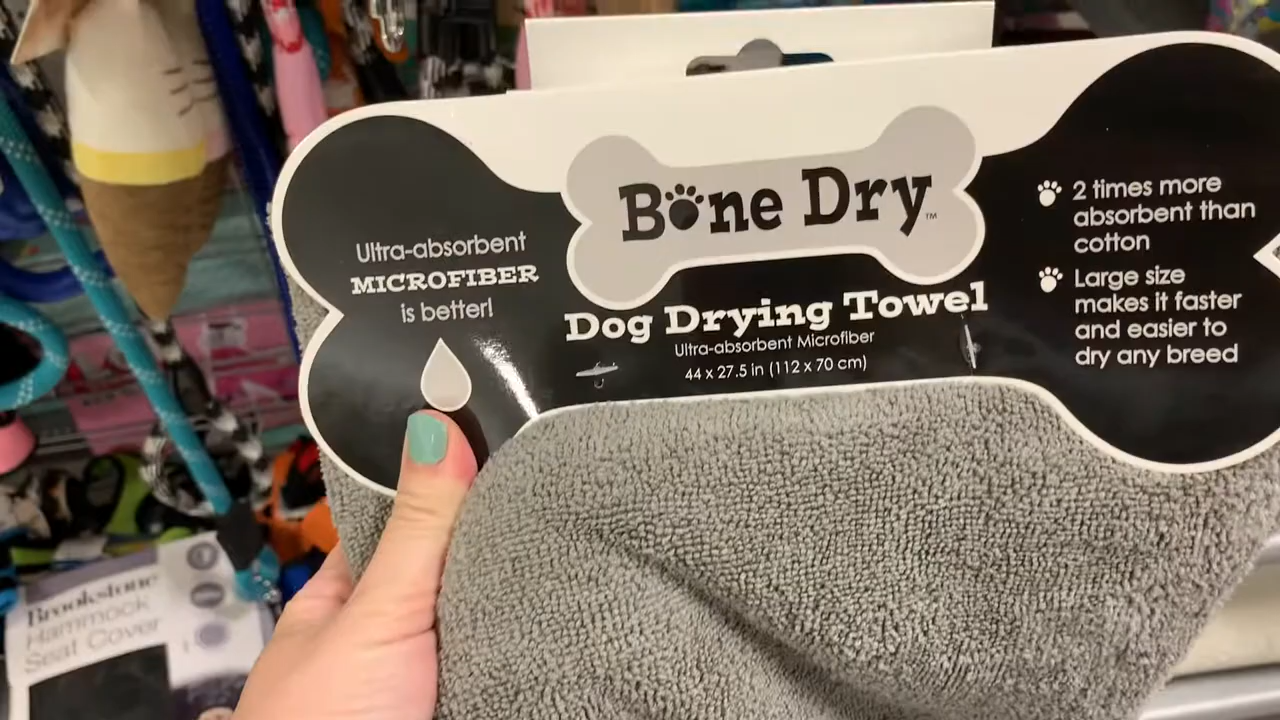 Ultra-absorbent
MICROFIBER
is better!
Bone Dry™
Dog Drying Towel
Ultra-absorbent Microfiber
44 x 27.5 in (112 x 70 cm)
2 times more
absorbent than
cotton
Large size
makes it faster
and easier to
dry any breed
Brookstone
Hammock
Seat Cover